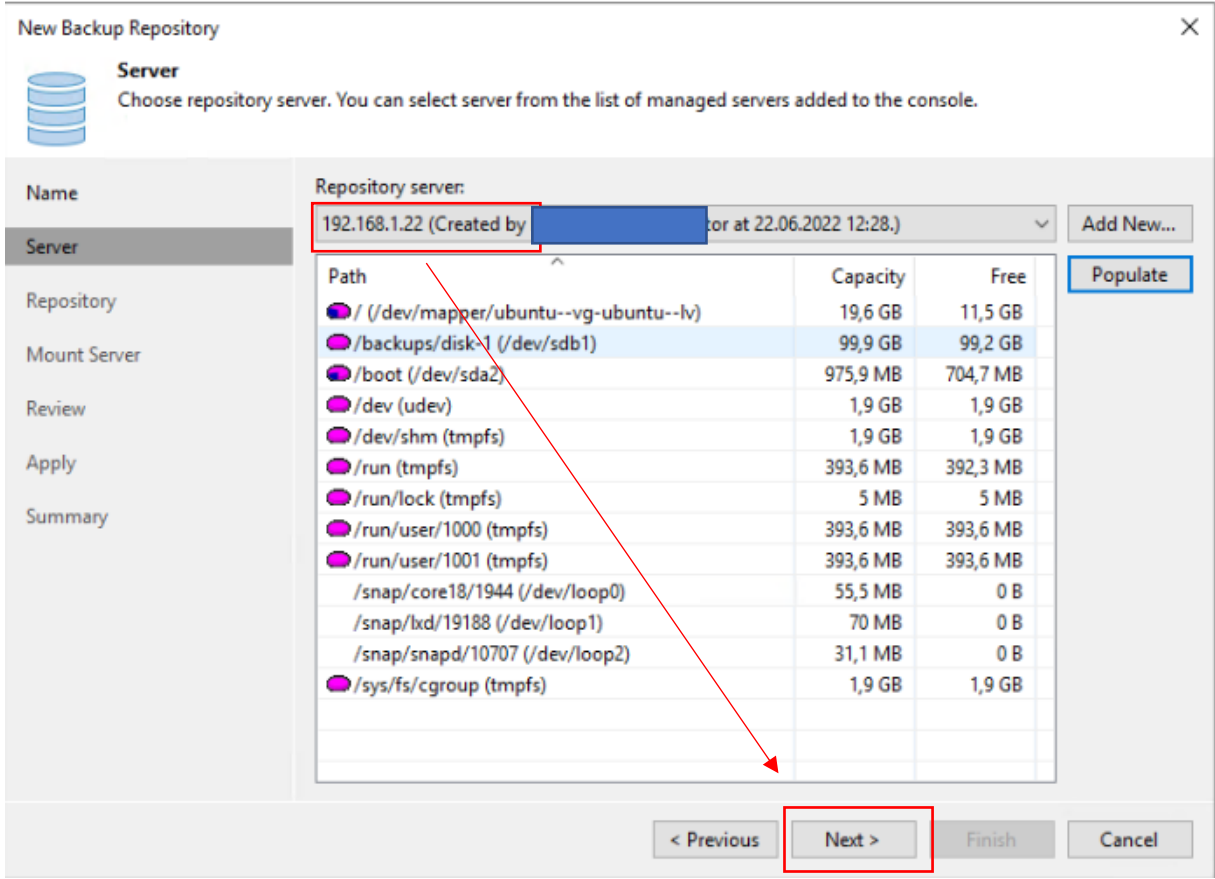 New Backup Repository
Server
Choose repository server. You can select server from the list of managed servers added to the console.
Name
Server
Repository
Mount Server
Review
Apply
Summary
Repository server:
192.168.1.22 (Created by tor at 22.06.2022 12:28.)
Add New...
Populate
Path Capacity Free
/ (/dev/mapper/ubuntu--vg-ubuntu--lv) 19,6 GB 11,5 GB
/backups/disk-1 (/dev/sdb1) 99,9 GB 99,2 GB
/boot (/dev/sda2) 975,9 MB 704,7 MB
/dev (udev) 1,9 GB 1,9 GB
/dev/shm (tmpfs) 1,9 GB 1,9 GB
/run (tmpfs) 393,6 MB 392,3 MB
/run/lock (tmpfs) 5 MB 5 MB
/run/user/1000 (tmpfs) 393,6 MB 393,6 MB
/run/user/1001 (tmpfs) 393,6 MB 393,6 MB
/snap/core18/1944 (/dev/loop0) 55,5 MB 0 B
/snap/lxd/19188 (/dev/loop1) 70 MB 0 B
/snap/snapd/10707 (/dev/loop2) 31,1 MB 0 B
/sys/fs/cgroup (tmpfs) 1,9 GB 1,9 GB
< Previous Next > Finish Cancel